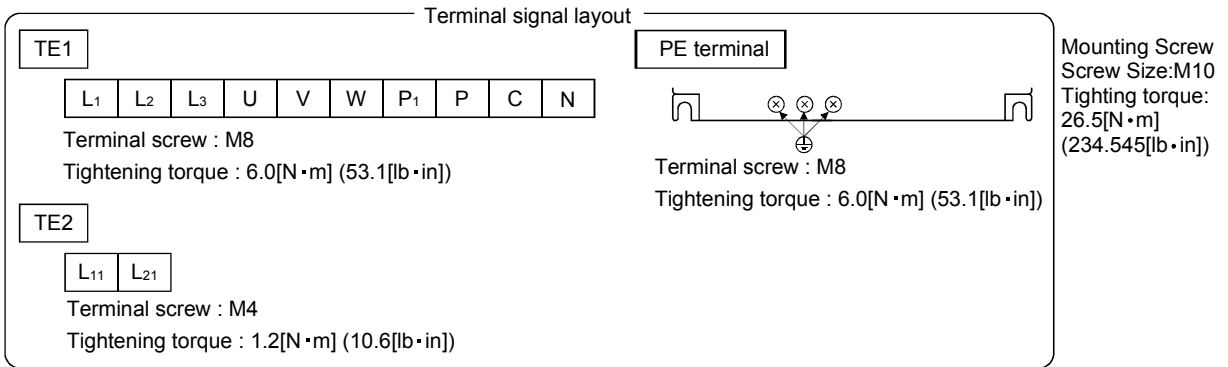 Terminal signal layout
TE1
L1 L2 L3 U V W P1 P C N
Terminal screw : M8
Tightening torque : 6.0[N▪m] (53.1[lb▪in])
TE2
L11 L21
Terminal screw : M4
Tightening torque : 1.2[N▪m] (10.6[lb▪in])
PE terminal
Terminal screw : M8
Tightening torque : 6.0[N▪m] (53.1[lb▪in])
Mounting Screw
Screw Size:M10
Tighting torque:
26.5[N•m]
(234.545[lb•in])